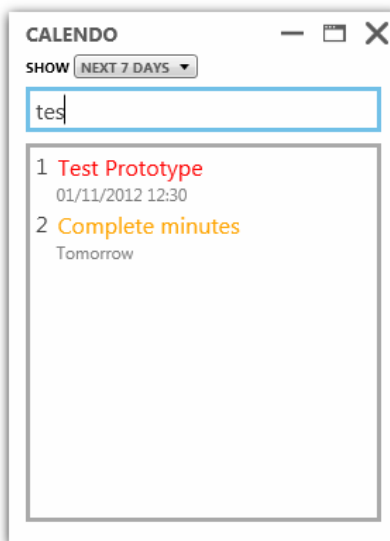 CALENDO
SHOW NEXT 7 DAYS
tes
1 Test Prototype
01/11/2012 12:30
2 Complete minutes
Tomorrow